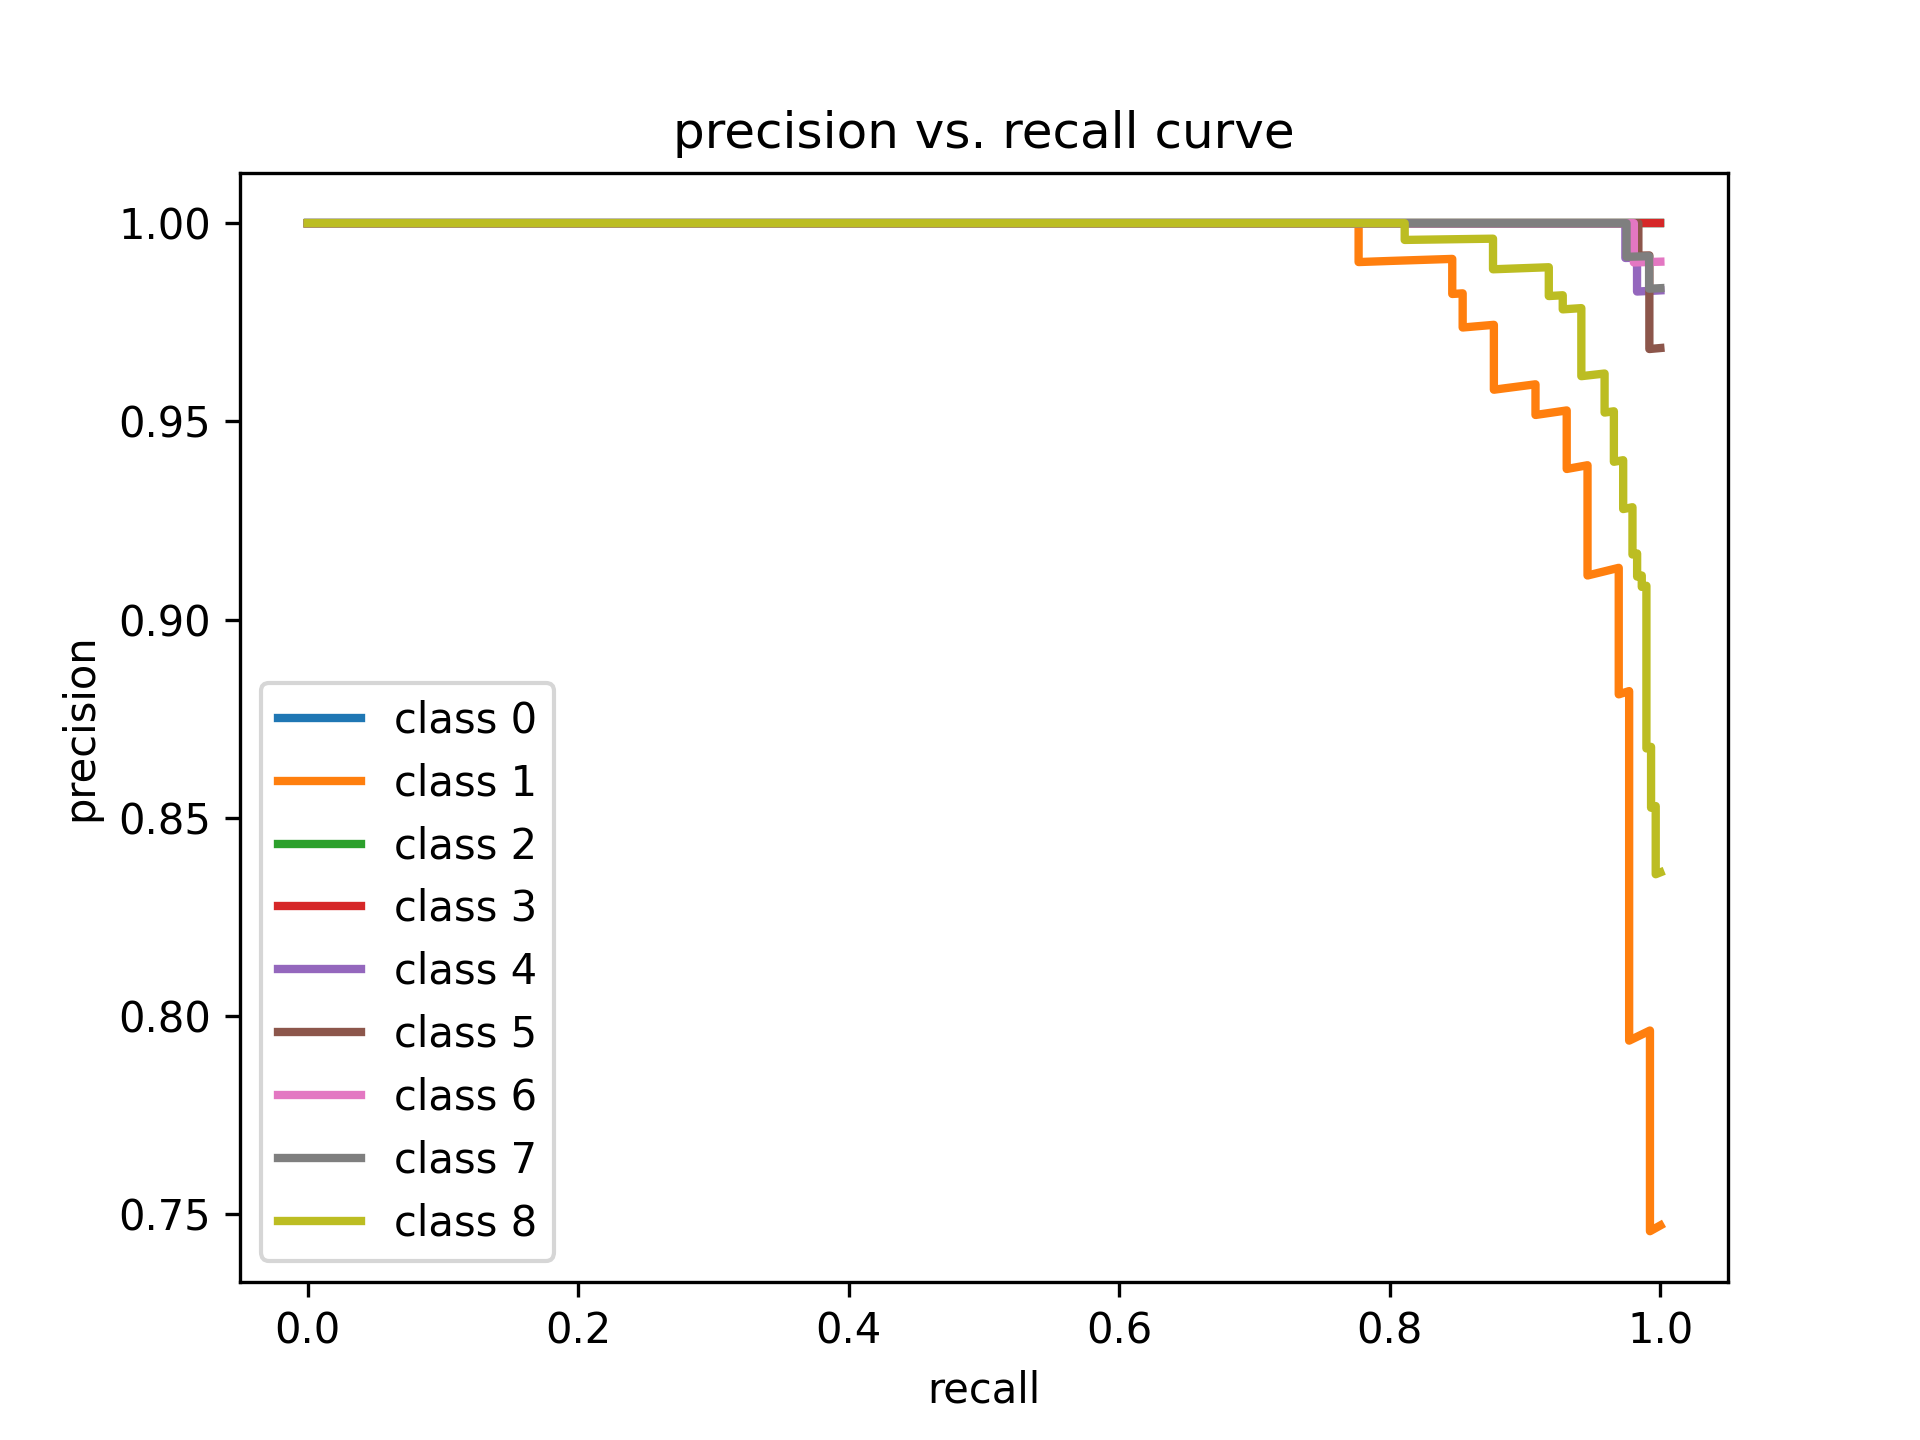 precision vs. recall curve
1.00
0.95
0.90
0.85
0.80
0.75
precision
class 0
class 1
class 2
class 3
class 4
class 5
class 6
class 7
class 8
0.0 0.2 0.4 0.6 0.8 1.0
recall